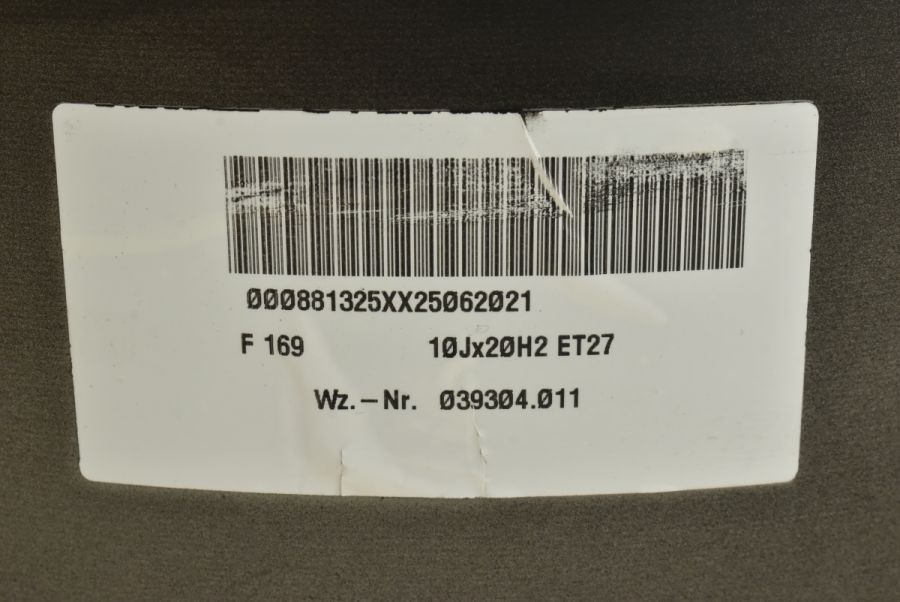 000881325XX25062021
F 169 10Jx20H2 ET27
Wz.–Nr. 039304.011